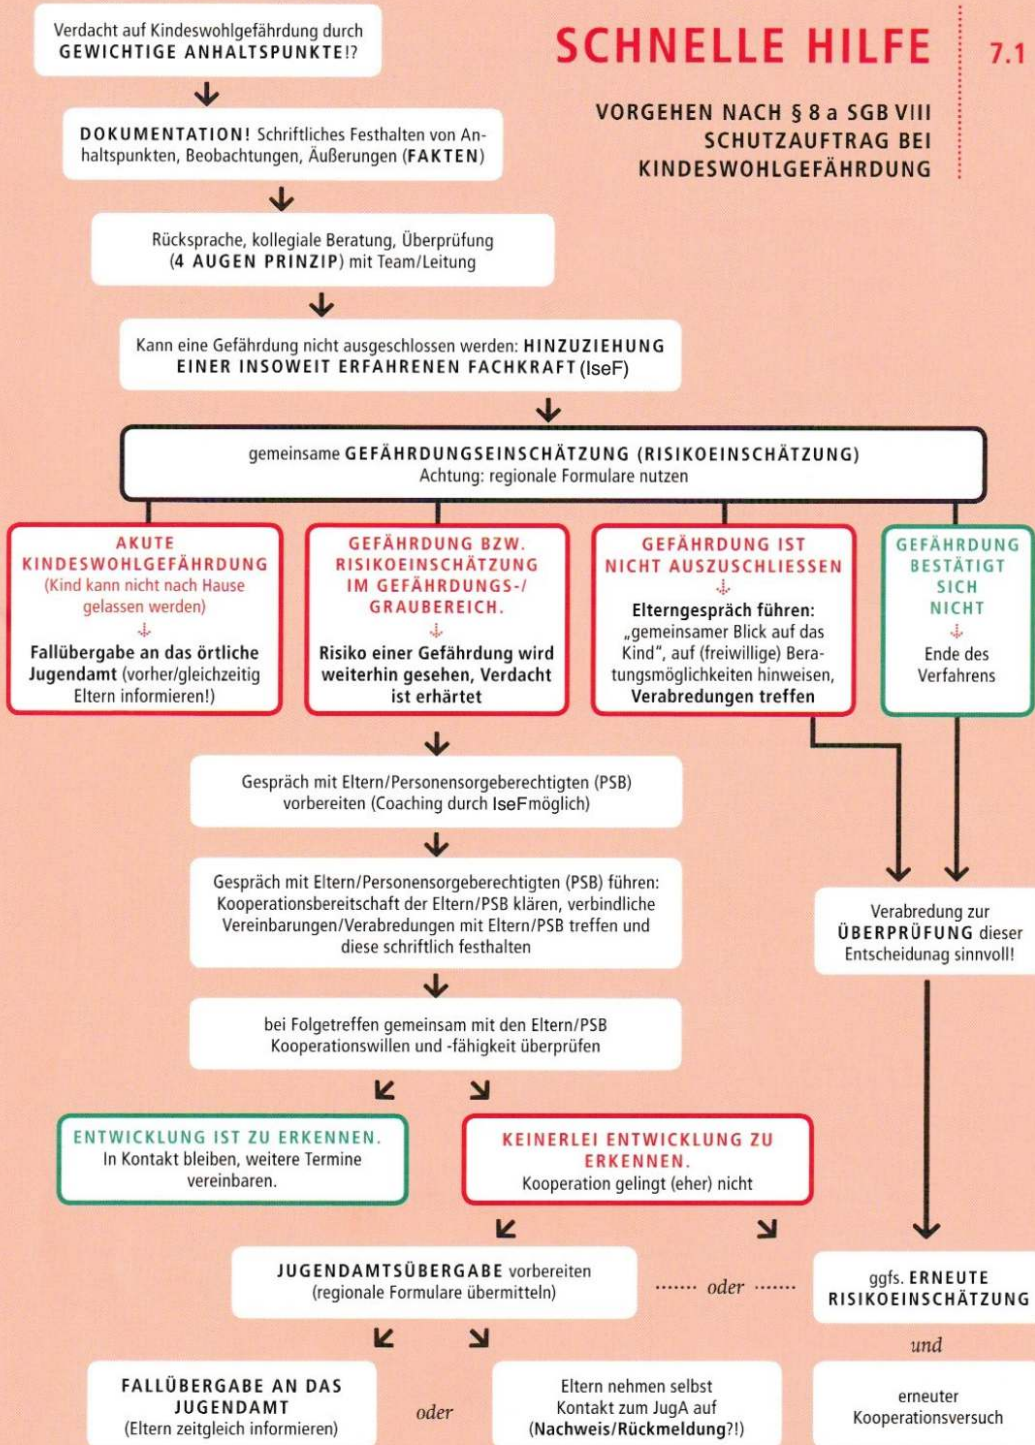 SCHNELLE HILFE
7.1
VORGEHEN NACH § 8 a SGB VIII
SCHUTZAUFTRAG BEI
KINDESWOHLGEFÄHRDUNG
Verdacht auf Kindeswohlgefährdung durch
GEWICHTIGE ANHALTSPUNKTE!?
DOKUMENTATION! Schriftliches Festhalten von An-
haltspunkten, Beobachtungen, Äußerungen (FAKTEN)
Rücksprache, kollegiale Beratung, Überprüfung
(4 AUGEN PRINZIP) mit Team/Leitung
Kann eine Gefährdung nicht ausgeschlossen werden: HINZUZIEHUNG
EINER INSOWEIT ERFAHRENEN FACHKRAFT (IseF)
gemeinsame GEFÄHRDUNGSEINSCHÄTZUNG (RISIKOEINSCHÄTZUNG)
Achtung: regionale Formulare nutzen
AKUTE
KINDESWOHLGEFÄHRDUNG
(Kind kann nicht nach Hause
gelassen werden)
Fallübergabe an das örtliche
Jugendamt (vorher/gleichzeitig
Eltern informieren!)
GEFÄHRDUNG BZW.
RISIKOEINSCHÄTZUNG
IM GEFÄHRDUNGS-/
GRAUBEREICH.
Risiko einer Gefährdung wird
weiterhin gesehen, Verdacht
ist erhärtet
GEFÄHRDUNG IST
NICHT AUSZUSCHLIESSEN
Elterngespräch führen:
„gemeinsamer Blick auf das
Kind“, auf (freiwillige) Bera-
tungsmöglichkeiten hinweisen,
Verabredungen treffen
GEFÄHRDUNG
BESTÄTIGT
SICH
NICHT
Ende des
Verfahrens
Gespräch mit Eltern/Personensorgeberechtigten (PSB)
vorbereiten (Coaching durch IseF möglich)
Gespräch mit Eltern/Personensorgeberechtigten (PSB) führen:
Kooperationsbereitschaft der Eltern/PSB klären, verbindliche
Vereinbarungen/Verabredungen mit Eltern/PSB treffen und
diese schriftlich festhalten
Verabredung zur
ÜBERPRÜFUNG dieser
Entscheidunag sinnvoll!
bei Folgetreffen gemeinsam mit den Eltern/PSB
Kooperationswillen und -fähigkeit überprüfen
ENTWICKLUNG IST ZU ERKENNEN.
In Kontakt bleiben, weitere Termine
vereinbaren.
KEINERLEI ENTWICKLUNG ZU
ERKENNEN.
Kooperation gelingt (eher) nicht
JUGENDAMTSÜBERGABE vorbereiten
(regionale Formulare übermitteln)
....... oder .......
ggfs. ERNEUTE
RISIKOEINSCHÄTZUNG
und
FALLÜBERGABE AN DAS
JUGENDAMT
(Eltern zeitgleich informieren)
oder
Eltern nehmen selbst
Kontakt zum JugA auf
(Nachweis/Rückmeldung?!)
erneuter
Kooperationsversuch